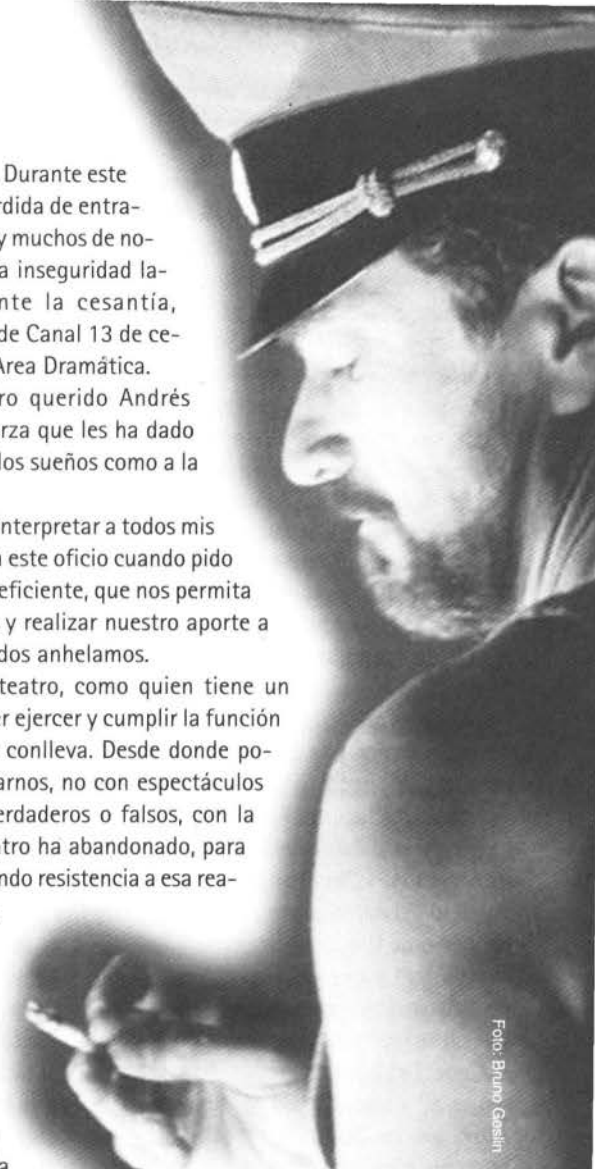 Durante este
rdida de entra-
y muchos de no-
a inseguridad la-
nte la cesantía,
de Canal 13 de ce-
Area Dramática.
ro querido Andrés
rza que les ha dado
los sueños como a la
nterpretar a todos mis
n este oficio cuando pido
eficiente, que nos permita
y realizar nuestro aporte a
dos anhelamos.
teatro, como quien tiene un
er ejercer y cumplir la función
conlleva. Desde donde po-
arnos, no con espectáculos
erdaderos o falsos, con la
atro ha abandonado, para
ndo resistencia a esa rea-
a
Foto: Bruno Geslin